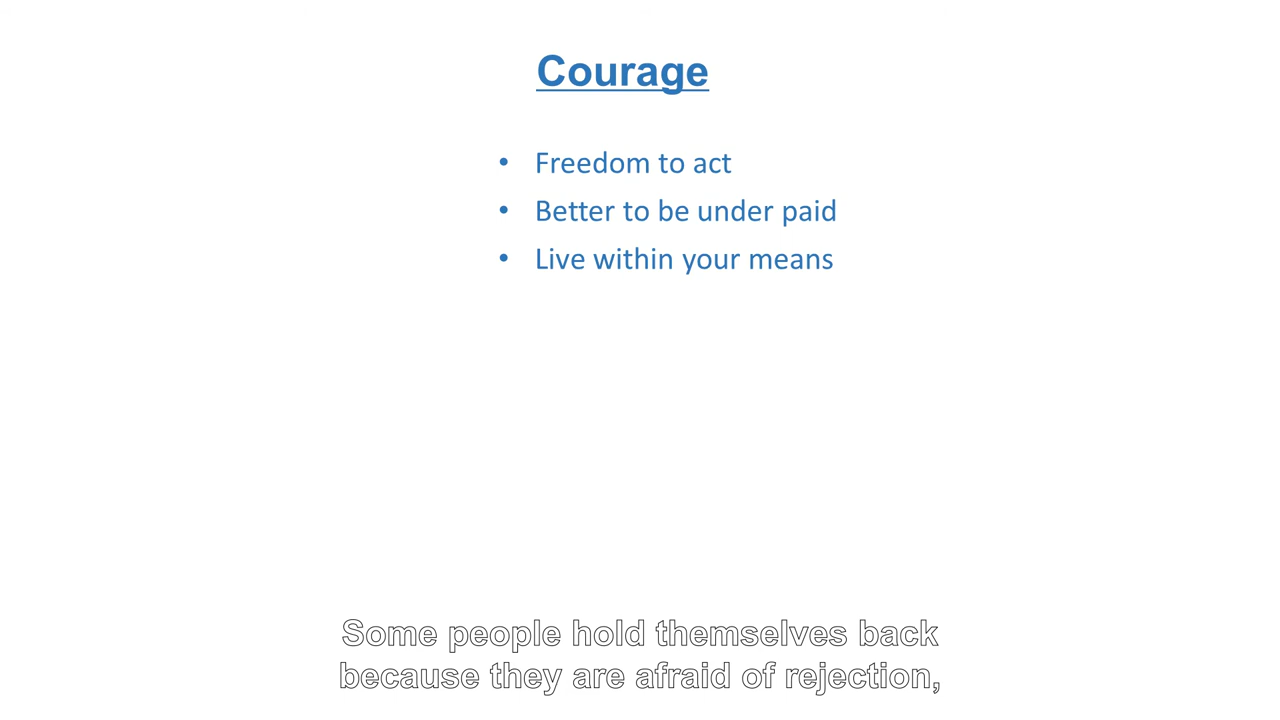 Courage
• Freedom to act
• Better to be under paid
• Live within your means
Some people hold themselves back
because they are afraid of rejection,